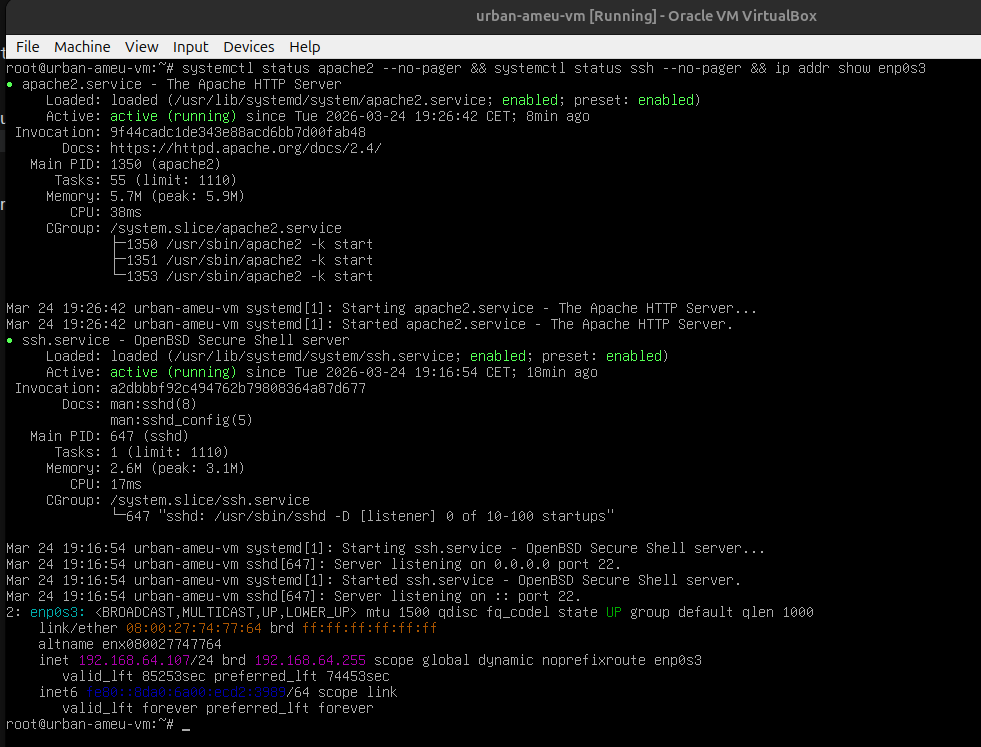 urban-ameu-vm [Running] - Oracle VM VirtualBox
File Machine View Input Devices Help
root@urban-ameu-vm:~# systemctl status apache2 --no-pager && systemctl status ssh --no-pager && ip addr show enp0s3
● apache2.service - The Apache HTTP Server
Loaded: loaded (/usr/lib/systemd/system/apache2.service; enabled; preset: enabled)
Active: active (running) since Tue 2026-03-24 19:26:42 CET; 8min ago
Invocation: 9f44cadc1de343e88acd6bb7d00fab48
Docs: https://httpd.apache.org/docs/2.4/
Main PID: 1350 (apache2)
Tasks: 55 (limit: 1110)
Memory: 5.7M (peak: 5.9M)
CPU: 38ms
CGroup: /system.slice/apache2.service
├─1350 /usr/sbin/apache2 -k start
├─1351 /usr/sbin/apache2 -k start
└─1353 /usr/sbin/apache2 -k start
Mar 24 19:26:42 urban-ameu-vm systemd[1]: Starting apache2.service - The Apache HTTP Server...
Mar 24 19:26:42 urban-ameu-vm systemd[1]: Started apache2.service - The Apache HTTP Server.
● ssh.service - OpenBSD Secure Shell server
Loaded: loaded (/usr/lib/systemd/system/ssh.service; enabled; preset: enabled)
Active: active (running) since Tue 2026-03-24 19:16:54 CET; 18min ago
Invocation: a2dbbbf92c494762b79808364a87d677
Docs: man:sshd(8)
man:sshd_config(5)
Main PID: 647 (sshd)
Tasks: 1 (limit: 1110)
Memory: 2.6M (peak: 3.1M)
CPU: 17ms
CGroup: /system.slice/ssh.service
└─647 "sshd: /usr/sbin/sshd -D [listener] 0 of 10-100 startups"
Mar 24 19:16:54 urban-ameu-vm systemd[1]: Starting ssh.service - OpenBSD Secure Shell server...
Mar 24 19:16:54 urban-ameu-vm sshd[647]: Server listening on 0.0.0.0 port 22.
Mar 24 19:16:54 urban-ameu-vm systemd[1]: Started ssh.service - OpenBSD Secure Shell server.
Mar 24 19:16:54 urban-ameu-vm sshd[647]: Server listening on :: port 22.
2: enp0s3: <BROADCAST,MULTICAST,UP,LOWER_UP> mtu 1500 qdisc fq_codel state UP group default qlen 1000
link/ether 08:00:27:74:77:64 brd ff:ff:ff:ff:ff:ff
altname enx080027747764
inet 192.168.64.107/24 brd 192.168.64.255 scope global dynamic noprefixroute enp0s3
valid_lft 85253sec preferred_lft 74453sec
inet6 /64 scope link
valid_lft forever preferred_lft forever
root@urban-ameu-vm:~# _